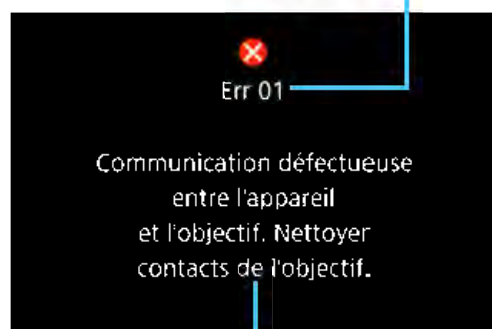 Err 01
Communication défectueuse
entre l'appareil
et l'objectif. Nettoyer
contacts de l'objectif.